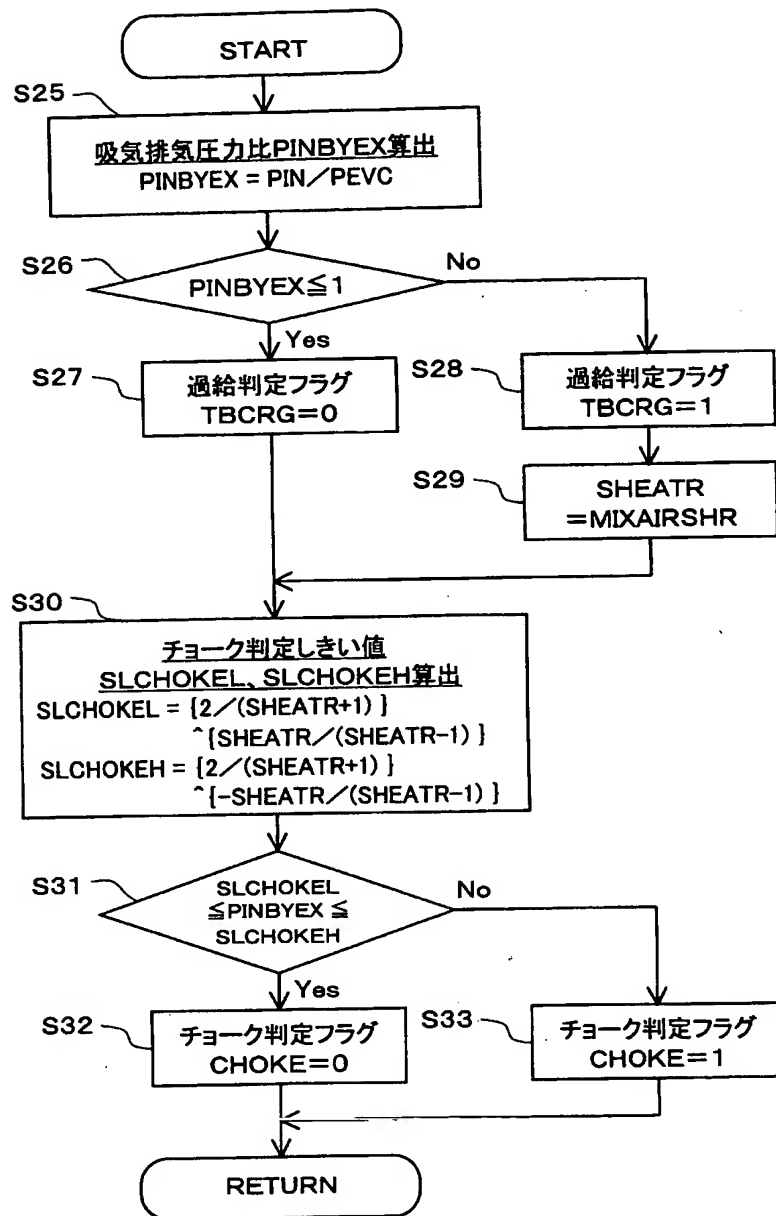 START
S25
吸気排気圧力比PINBYEX算出
PINBYEX = PIN／PEVC
S26
PINBYEX≦1
No
Yes
S27
過給判定フラグ
TBCRG=0
S28
過給判定フラグ
TBCRG=1
S29
SHEATR
=MIXAIRSHR
S30
チョーク判定しきい値
SLCHOKEL、SLCHOKEH算出
SLCHOKEL = {2／(SHEATR+1) }
^{SHEATR／(SHEATR-1) }
SLCHOKEH = {2／(SHEATR+1) }
^{-SHEATR／(SHEATR-1) }
S31
SLCHOKEL
≦PINBYEX ≦
SLCHOKEH
No
Yes
S32
チョーク判定フラグ
CHOKE=0
S33
チョーク判定フラグ
CHOKE=1
RETURN